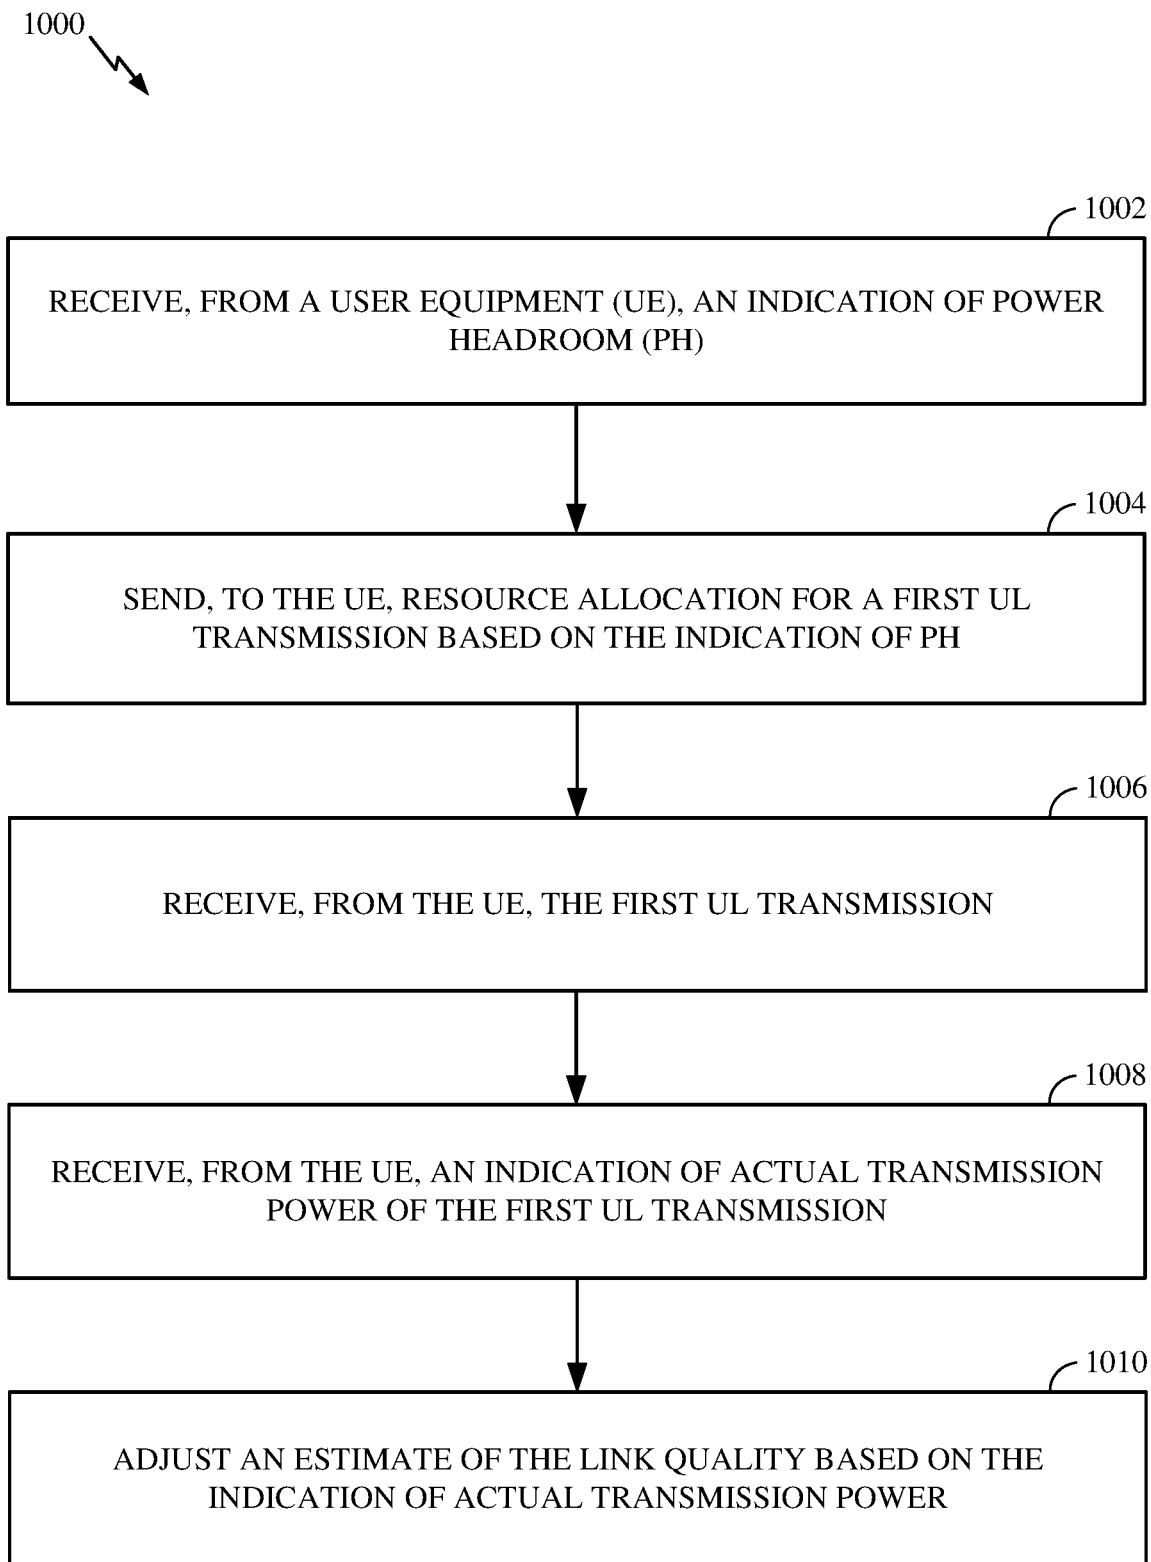 1000
1002
RECEIVE, FROM A USER EQUIPMENT (UE), AN INDICATION OF POWER
HEADROOM (PH)
1004
SEND, TO THE UE, RESOURCE ALLOCATION FOR A FIRST UL
TRANSMISSION BASED ON THE INDICATION OF PH
1006
RECEIVE, FROM THE UE, THE FIRST UL TRANSMISSION
1008
RECEIVE, FROM THE UE, AN INDICATION OF ACTUAL TRANSMISSION
POWER OF THE FIRST UL TRANSMISSION
1010
ADJUST AN ESTIMATE OF THE LINK QUALITY BASED ON THE
INDICATION OF ACTUAL TRANSMISSION POWER